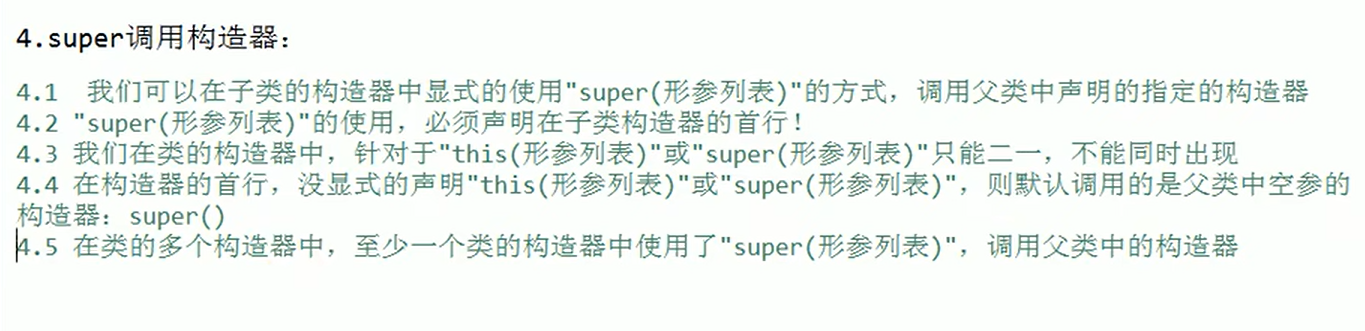 4.super调用构造器：
4.1  我们可以在子类的构造器中显式的使用"super(形参列表)"的方式，调用父类中声明的指定的构造器
4.2 "super(形参列表)"的使用，必须声明在子类构造器的首行！
4.3 我们在类的构造器中，针对于"this(形参列表)"或"super(形参列表)"只能二一，不能同时出现
4.4 在构造器的首行，没显式的声明"this(形参列表)"或"super(形参列表)"，则默认调用的是父类中空参的
构造器：super()
4.5 在类的多个构造器中，至少一个类的构造器中使用了"super(形参列表)"，调用父类中的构造器